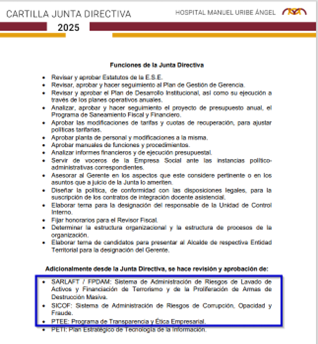 CARTILLA JUNTA DIRECTIVA
HOSPITAL MANUEL URIBE ÁNGEL
2025
Funciones de la Junta Directiva
• Revisar y aprobar Estatutos de la E.S.E.
• Revisar, aprobar y hacer seguimiento al Plan de Gestión de Gerencia.
• Revisar y aprobar el Plan de Desarrollo Institucional, así como su ejecución a
través de los planes operativos anuales.
• Analizar, aprobar y hacer seguimiento el proyecto de presupuesto anual, el
Programa de Saneamiento Fiscal y Financiero.
• Aprobar las modificaciones de tarifas y cuotas de recuperación, para ajustar
políticas tarifarias.
• Aprobar planta de personal y modificaciones a la misma.
• Aprobar manuales de funciones y procedimientos.
• Analizar informes financieros y de ejecución presupuestal.
• Servir de voceros de la Empresa Social ante las instancias político-
administrativas correspondientes.
• Asesorar al Gerente en los aspectos que este considere pertinente o en los
asuntos que a juicio de la Junta lo ameriten.
• Diseñar la política, de conformidad con las disposiciones legales, para la
suscripción de los contratos de integración docente asistencial.
• Elaborar terna para la designación del responsable de la Unidad de Control
Interno.
• Fijar honorarios para el Revisor Fiscal.
• Determinar la estructura organizacional y la estructura de procesos de la
organización.
• Elaborar terna de candidatos para presentar al Alcalde de respectiva Entidad
Territorial para la designación del Gerente.
Adicionalmente desde la Junta Directiva, se hace revisión y aprobación de:
• SARLAFT / FPDAM: Sistema de Administración de Riesgos de Lavado de
Activos y Financiación de Terrorismo y de la Proliferación de Armas de
Destrucción Masiva.
• SICOF: Sistema de Administración de Riesgos de Corrupción, Opacidad y
Fraude.
• PTEE: Programa de Transparencia y Ética Empresarial.
• PETI: Plan Estratégico de Tecnología de la Información.